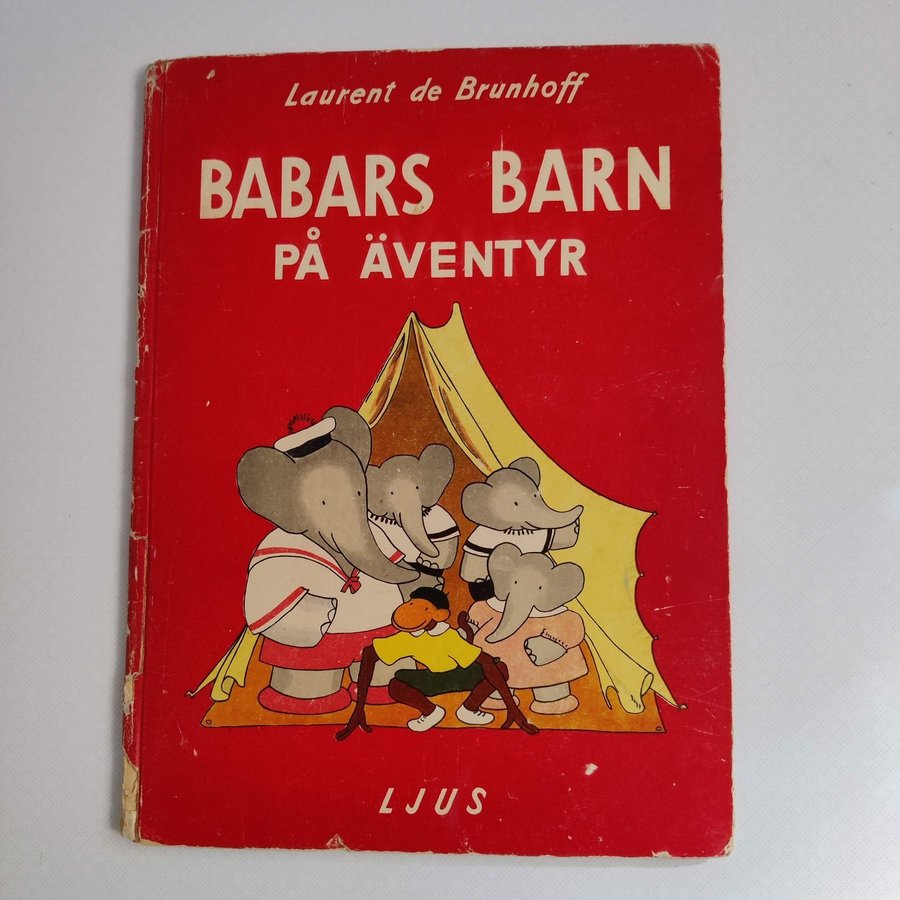 Laurent de Brunhoff
BABARS BARN
PÅ ÄVENTYR
LJUS